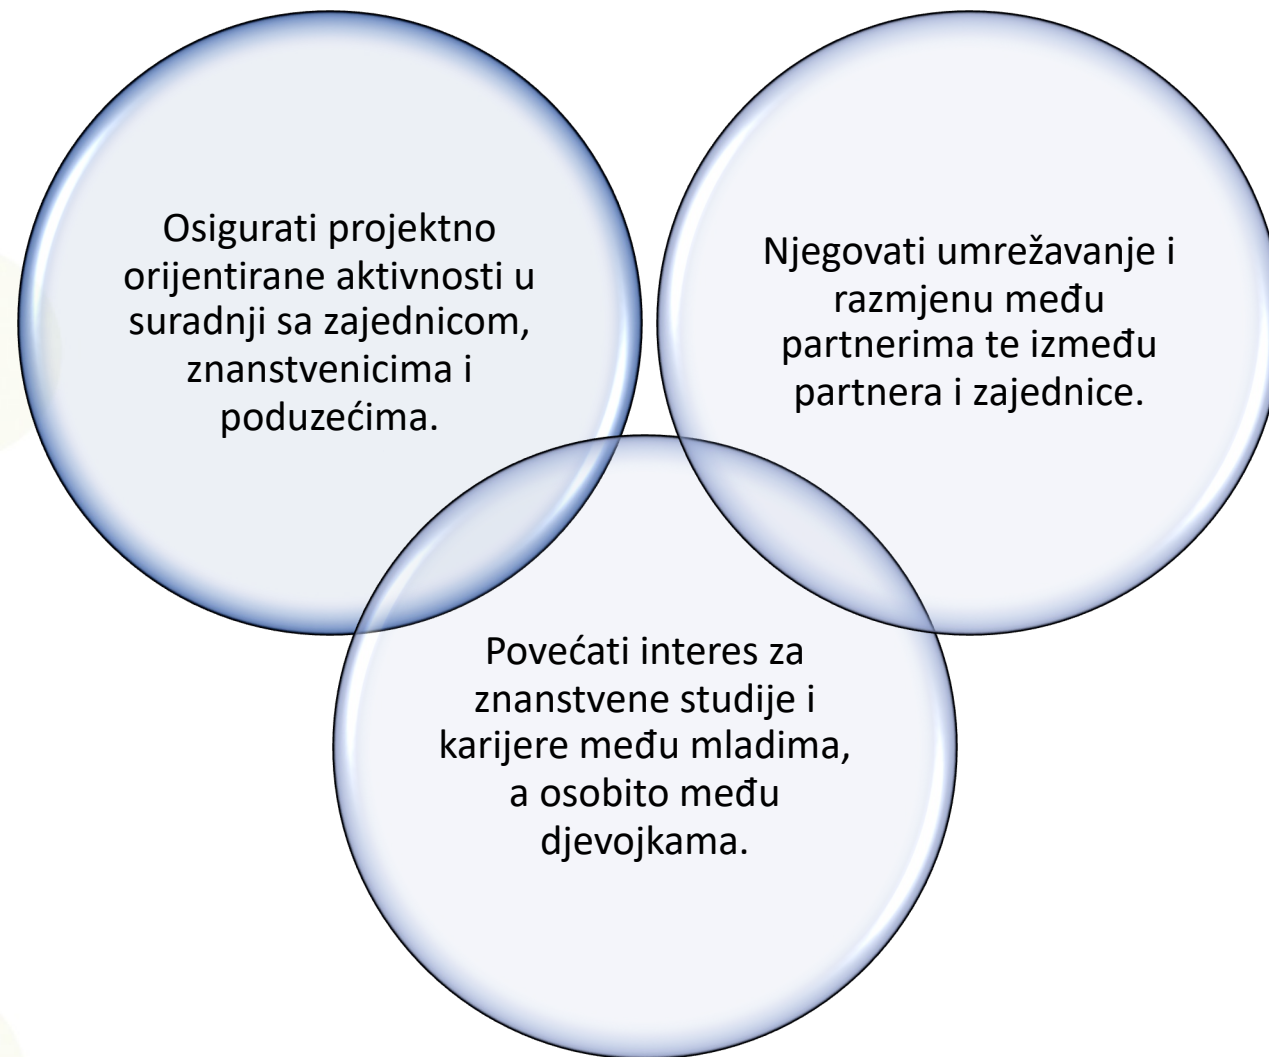 Osigurati projektno
orijentirane aktivnosti u
suradnji sa zajednicom,
znanstvenicima i
poduzećima.
Njegovati umrežavanje i
razmjenu među
partnerima te između
partnera i zajednice.
Povećati interes za
znanstvene studije i
karijere među mladima,
a osobito među
djevojkama.